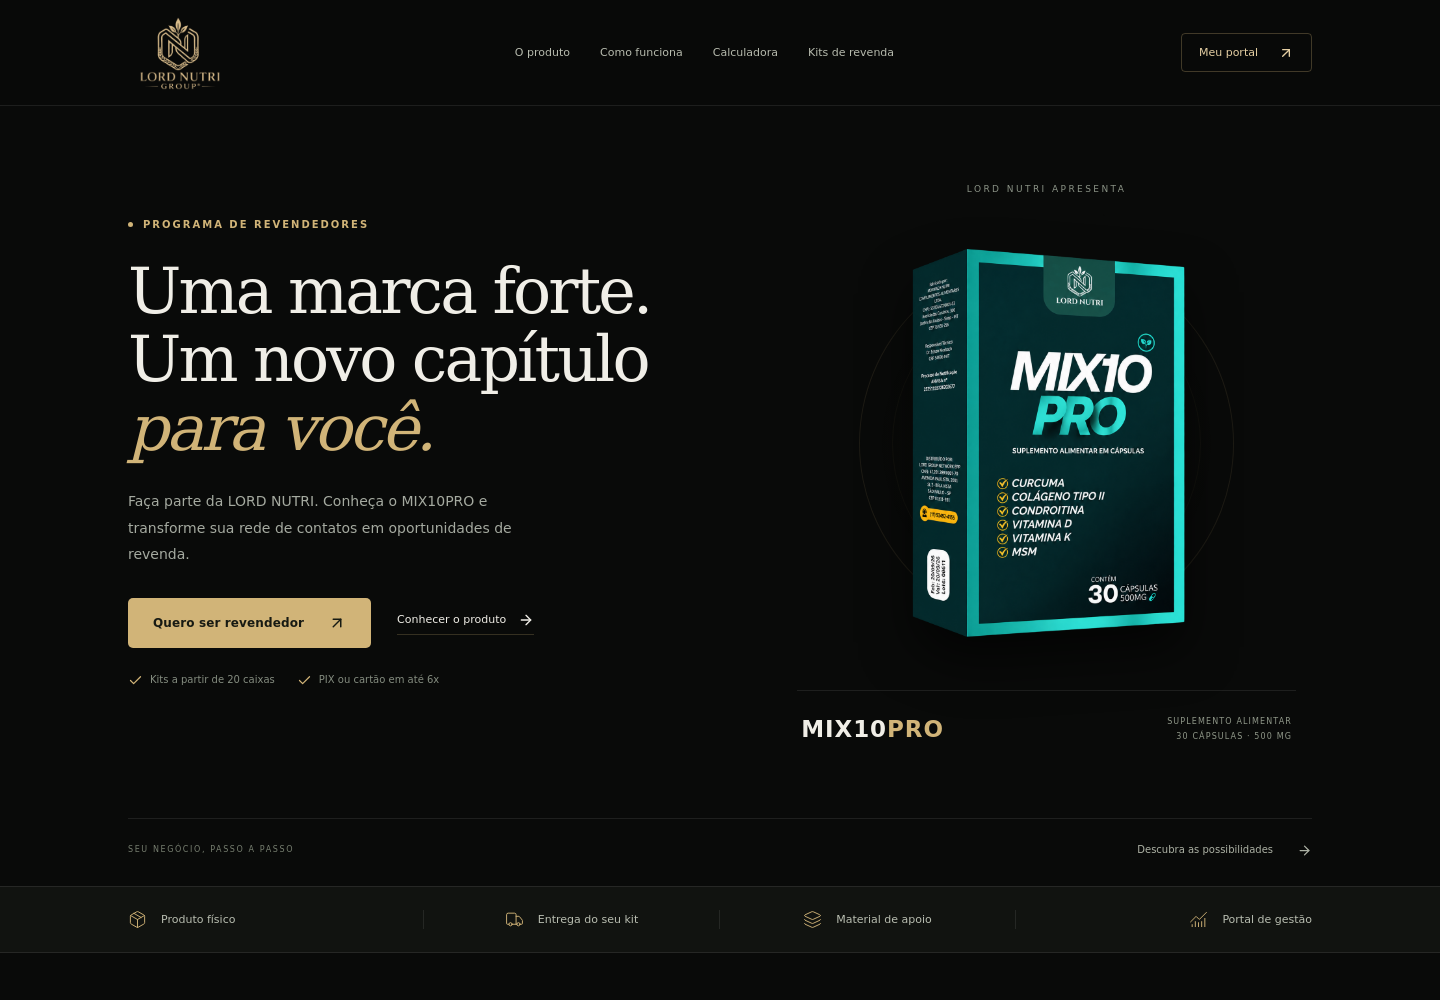 LORD NUTRI
GROUP
O produto
Como funciona
Calculadora
Kits de revenda
Meu portal
PROGRAMA DE REVENDEDORES
Uma marca forte.
Um novo capítulo
para você.
Faça parte da LORD NUTRI. Conheça o MIX10PRO e
transforme sua rede de contatos em oportunidades de
revenda.
Quero ser revendedor
Conhecer o produto
Kits a partir de 20 caixas
PIX ou cartão em até 6x
LORD NUTRI APRESENTA
LORD NUTRI
MIX10
PRO
SUPLEMENTO ALIMENTAR EM CÁPSULAS
CURCUMA
COLÁGENO TIPO II
CONDROITINA
VITAMINA D
VITAMINA K
MSM
CONTÉM
30 CÁPSULAS
500MG
MIX10PRO
SUPLEMENTO ALIMENTAR
30 CÁPSULAS · 500 MG
SEU NEGÓCIO, PASSO A PASSO
Descubra as possibilidades
Produto físico
Entrega do seu kit
Material de apoio
Portal de gestão